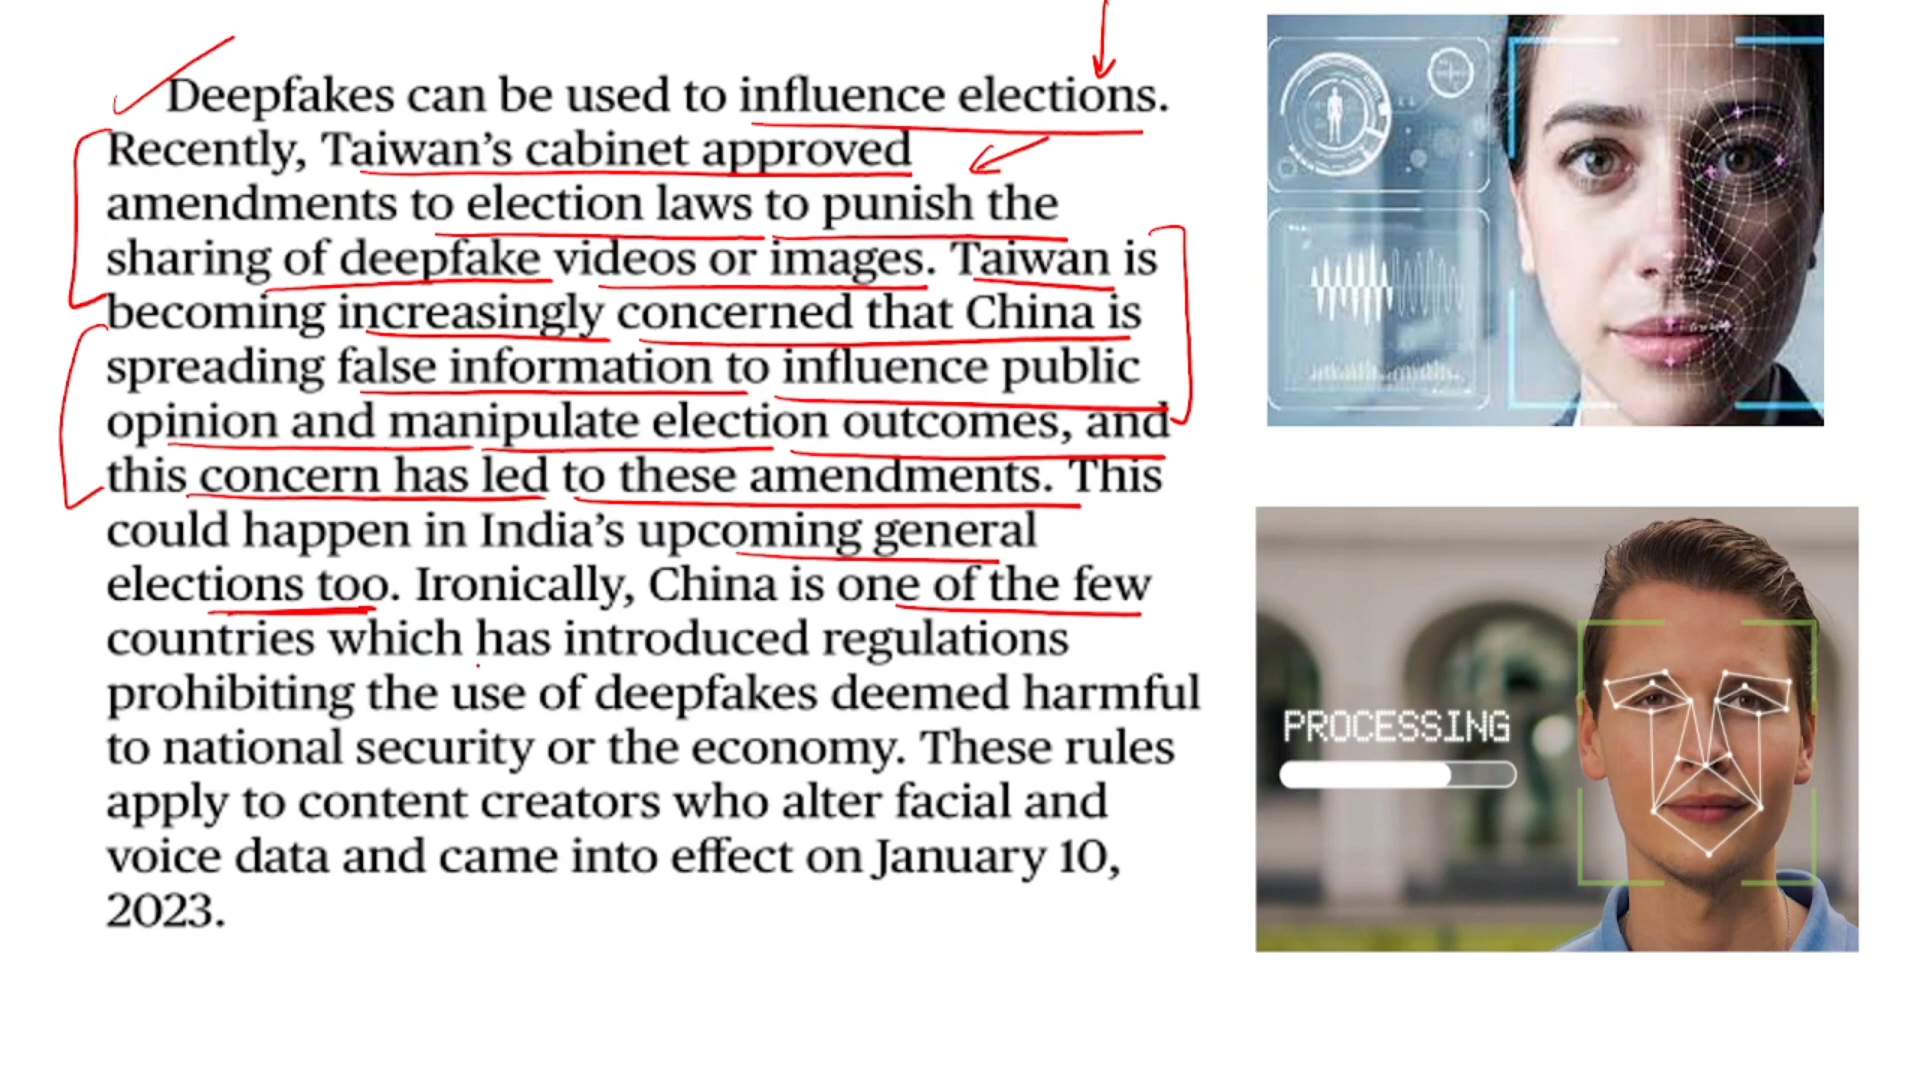 Deepfakes can be used to influence elections.
Recently, Taiwan’s cabinet approved
amendments to election laws to punish the
sharing of deepfake videos or images. Taiwan is
becoming increasingly concerned that China is
spreading false information to influence public
opinion and manipulate election outcomes, and
this concern has led to these amendments. This
could happen in India’s upcoming general
elections too. Ironically, China is one of the few
countries which has introduced regulations
prohibiting the use of deepfakes deemed harmful
to national security or the economy. These rules
apply to content creators who alter facial and
voice data and came into effect on January 10,
2023.
PROCESSING